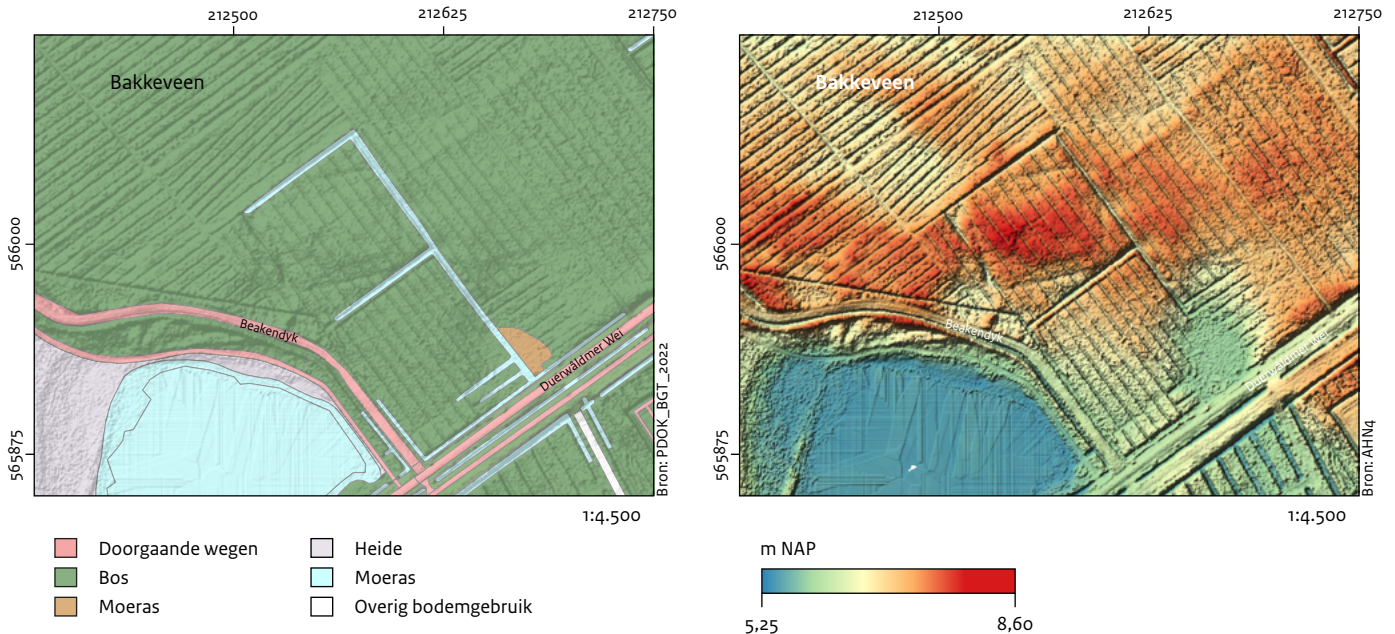 212500 212625 212750
Bakkeveen
566000
565875
Beakendyk
Duerwâldmer Wei
Bron: PDOK_BGT_2022
1:4.500
Doorgaande wegen
Bos
Moeras
Heide
Moeras
Overig bodemgebruik
212500 212625 212750
Bakkeveen
566000
565875
Beakendyk
Duerwâldmer Wei
Bron: AHN4
1:4.500
m NAP
5,25 8,60